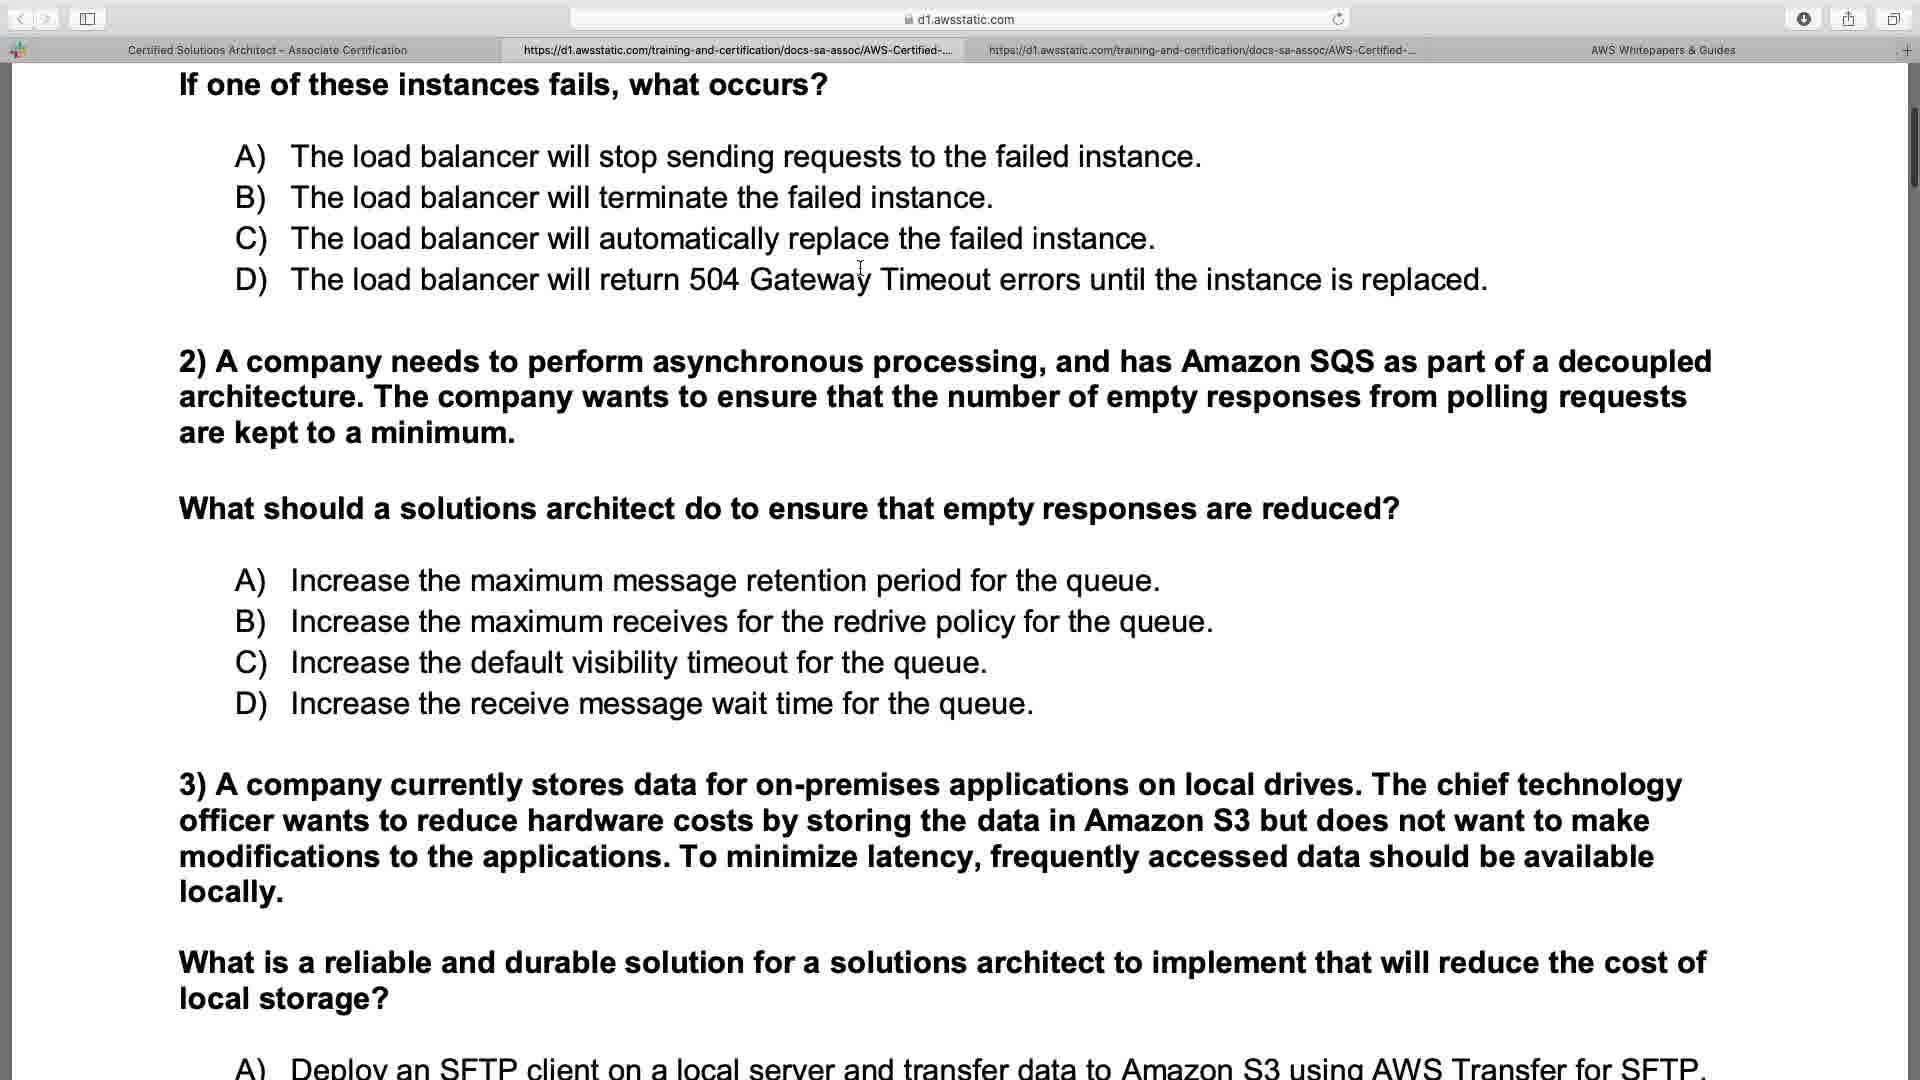 d1.awsstatic.com
Certified Solutions Architect – Associate Certification
https://d1.awsstatic.com/training-and-certification/docs-sa-assoc/AWS-Certified-...
https://d1.awsstatic.com/training-and-certification/docs-sa-assoc/AWS-Certified-...
AWS Whitepapers & Guides
If one of these instances fails, what occurs?
A) The load balancer will stop sending requests to the failed instance.
B) The load balancer will terminate the failed instance.
C) The load balancer will automatically replace the failed instance.
D) The load balancer will return 504 Gateway Timeout errors until the instance is replaced.
2) A company needs to perform asynchronous processing, and has Amazon SQS as part of a decoupled
architecture. The company wants to ensure that the number of empty responses from polling requests
are kept to a minimum.
What should a solutions architect do to ensure that empty responses are reduced?
A) Increase the maximum message retention period for the queue.
B) Increase the maximum receives for the redrive policy for the queue.
C) Increase the default visibility timeout for the queue.
D) Increase the receive message wait time for the queue.
3) A company currently stores data for on-premises applications on local drives. The chief technology
officer wants to reduce hardware costs by storing the data in Amazon S3 but does not want to make
modifications to the applications. To minimize latency, frequently accessed data should be available
locally.
What is a reliable and durable solution for a solutions architect to implement that will reduce the cost of
local storage?
A) Deploy an SFTP client on a local server and transfer data to Amazon S3 using AWS Transfer for SFTP.